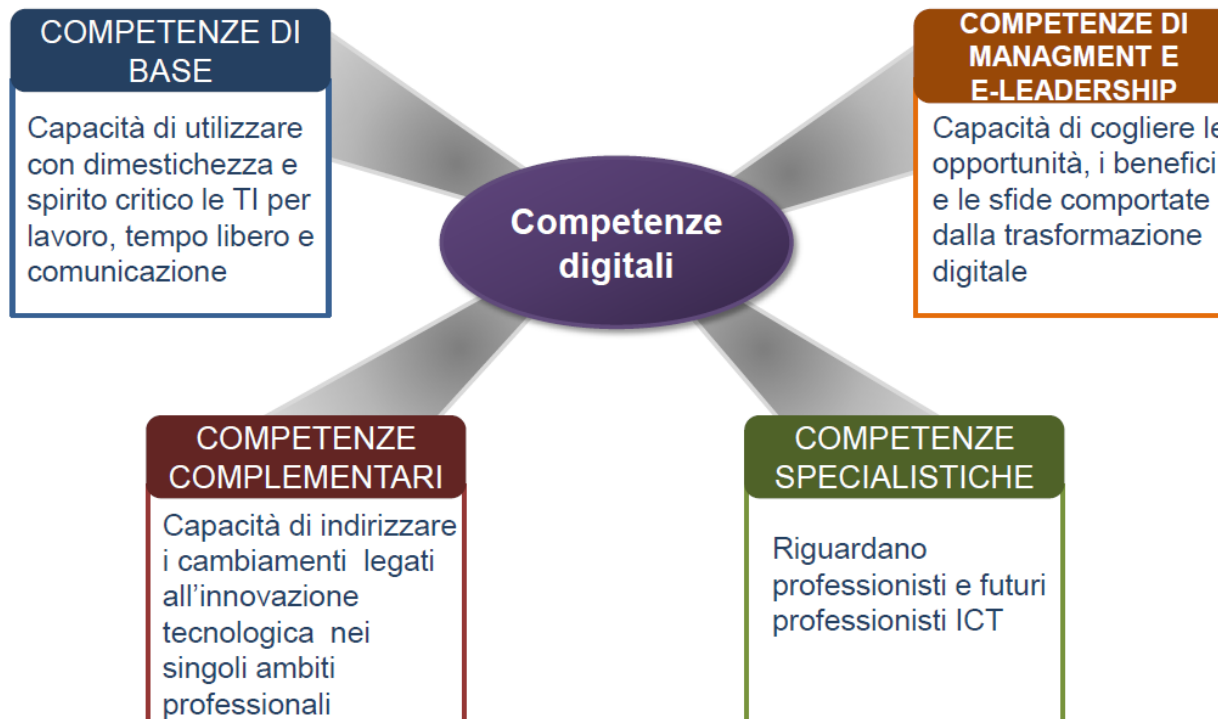 COMPETENZE DI
BASE
Capacità di utilizzare
con dimestichezza e
spirito critico le TI per
lavoro, tempo libero e
comunicazione
COMPETENZE DI
MANAGMENT E
E-LEADERSHIP
Capacità di cogliere le
opportunità, i benefici
e le sfide comportate
dalla trasformazione
digitale
Competenze
digitali
COMPETENZE
COMPLEMENTARI
Capacità di indirizzare
i cambiamenti legati
all'innovazione
tecnologica nei
singoli ambiti
professionali
COMPETENZE
SPECIALISTICHE
Riguardano
professionisti e futuri
professionisti ICT